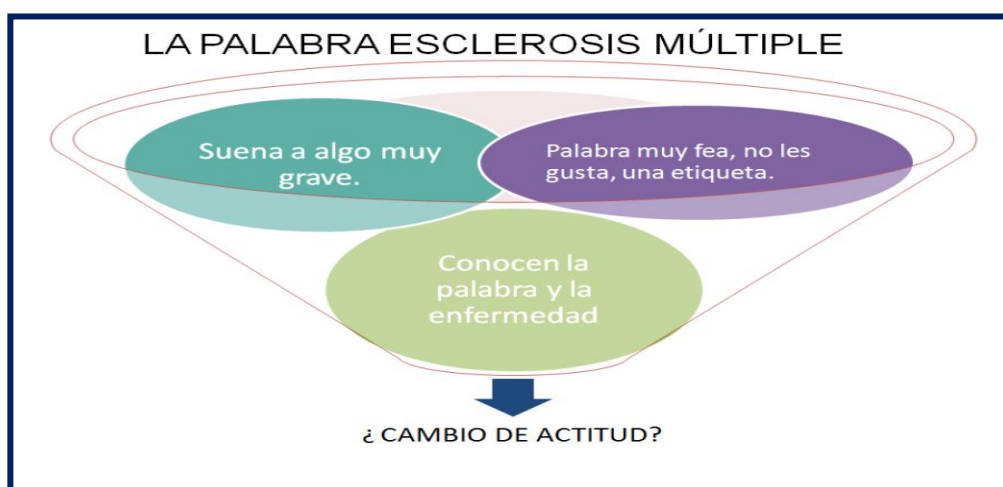 LA PALABRA ESCLEROSIS MÚLTIPLE
Suena a algo muy
grave.
Palabra muy fea, no les
gusta, una etiqueta.
Conocen la
palabra y la
enfermedad
¿ CAMBIO DE ACTITUD?